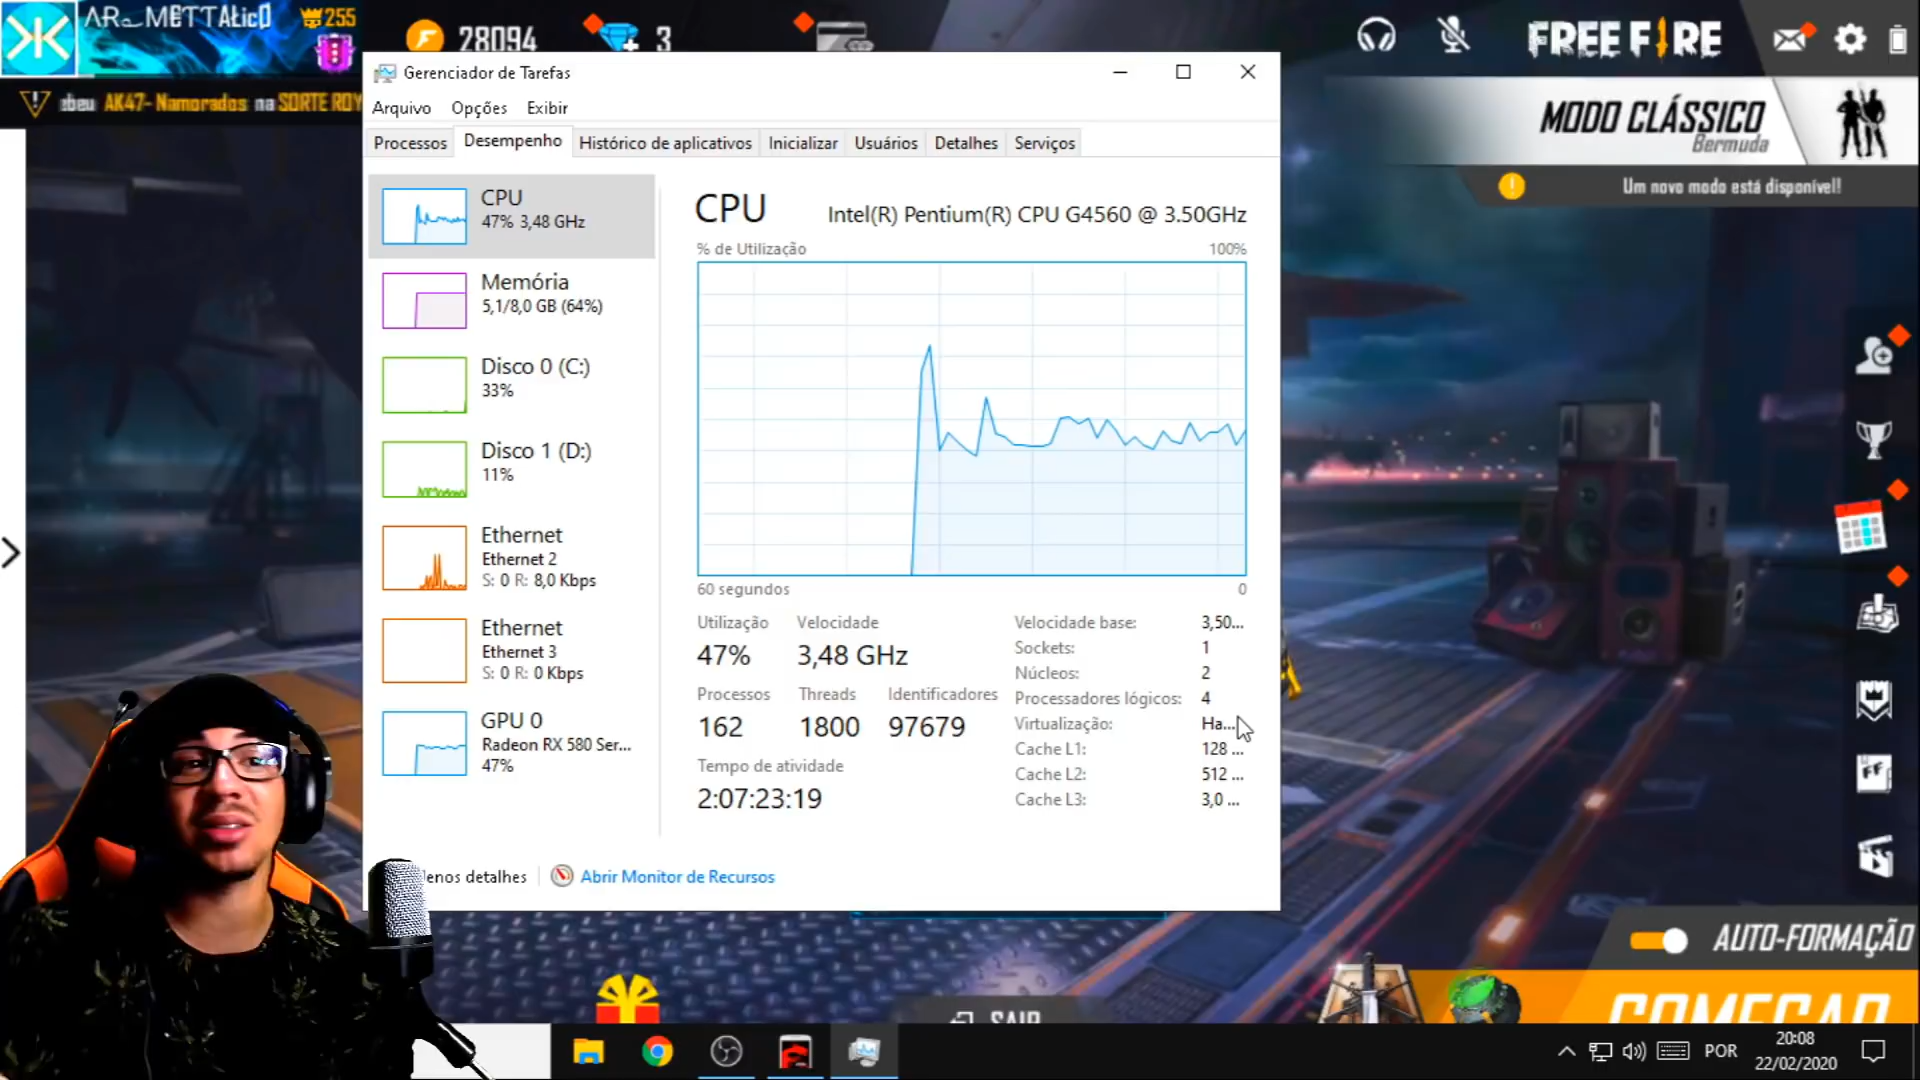 AR_METTALicO
255
28094
3
FREE FIRE
ebeu AK47- Namorados na SORTE ROY
MODO CLÁSSICO
Bermuda
Um novo modo está disponível!
Gerenciador de Tarefas
Arquivo Opções Exibir
Processos Desempenho Histórico de aplicativos Inicializar Usuários Detalhes Serviços
CPU
47% 3,48 GHz
Memória
5,1/8,0 GB (64%)
Disco 0 (C:)
33%
Disco 1 (D:)
11%
Ethernet
Ethernet 2
S: 0 R: 8,0 Kbps
Ethernet
Ethernet 3
S: 0 R: 0 Kbps
GPU 0
Radeon RX 580 Ser...
47%
CPU Intel(R) Pentium(R) CPU G4560 @ 3.50GHz
% de Utilização 100%
60 segundos 0
Utilização Velocidade
47% 3,48 GHz
Processos Threads Identificadores
162 1800 97679
Tempo de atividade
2:07:23:19
Velocidade base: 3,50...
Sockets: 1
Núcleos: 2
Processadores lógicos: 4
Virtualização: Ha...
Cache L1: 128 ...
Cache L2: 512 ...
Cache L3: 3,0 ...
enos detalhes Abrir Monitor de Recursos
AUTO-FORMAÇÃO
COMEÇAR
SAIR
POR
20:08
22/02/2020